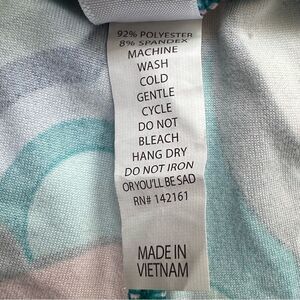 92% POLYESTER
8% SPANDEX
MACHINE
WASH
COLD
GENTLE
CYCLE
DO NOT
BLEACH
HANG DRY
DO NOT IRON
OR YOU'LL BE SAD
RN# 142161
MADE IN
VIETNAM